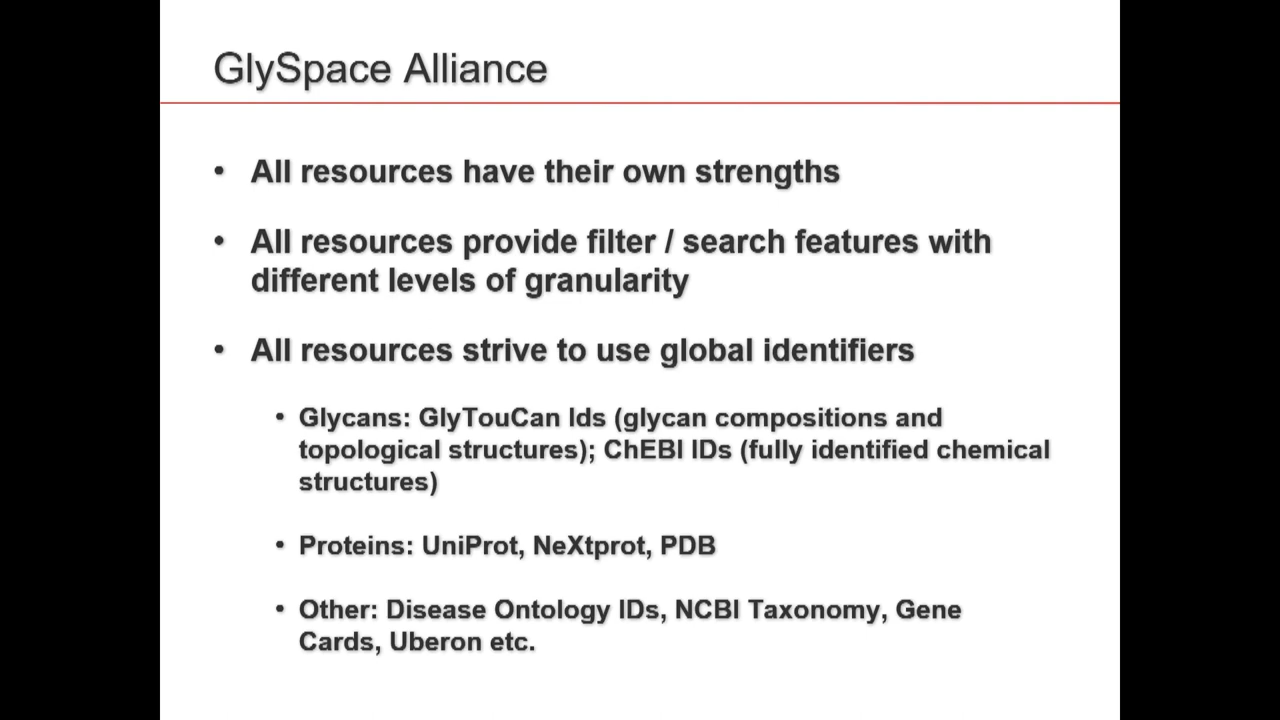 GlySpace Alliance
• All resources have their own strengths
• All resources provide filter / search features with
different levels of granularity
• All resources strive to use global identifiers
• Glycans: GlyTouCan Ids (glycan compositions and
topological structures); ChEBI IDs (fully identified chemical
structures)
• Proteins: UniProt, NeXtprot, PDB
• Other: Disease Ontology IDs, NCBI Taxonomy, Gene
Cards, Uberon etc.